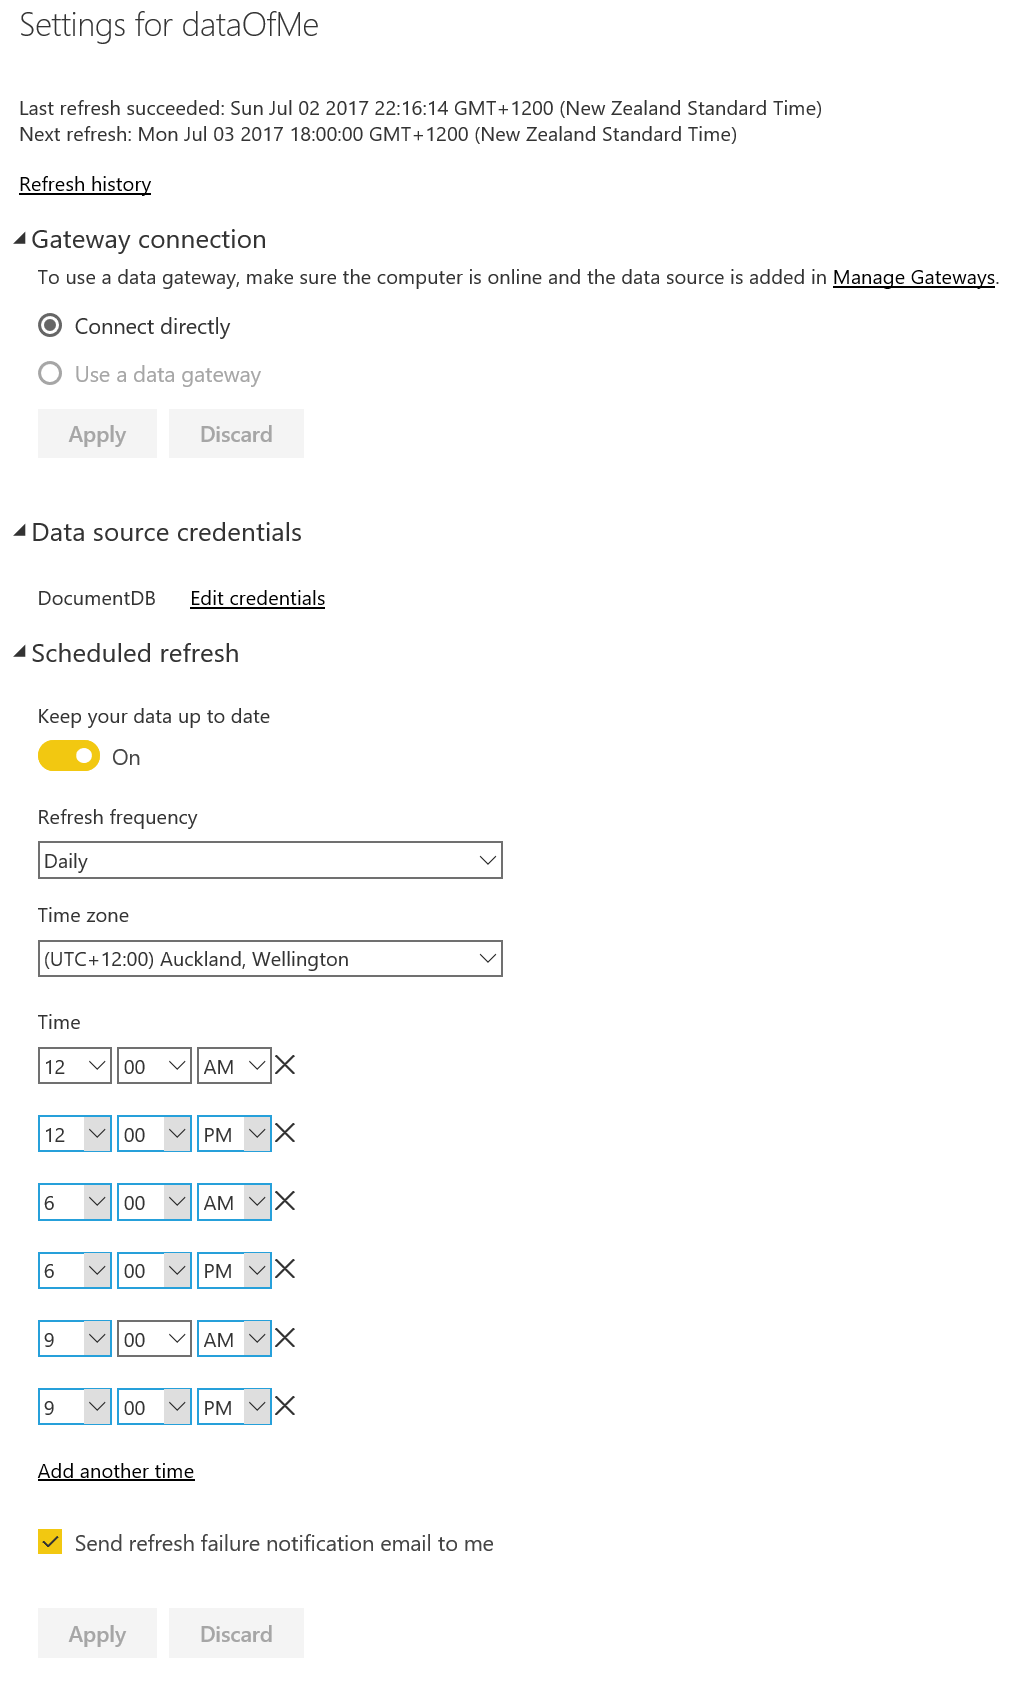 Settings for dataOfMe
Last refresh succeeded: Sun Jul 02 2017 22:16:14 GMT+1200 (New Zealand Standard Time)
Next refresh: Mon Jul 03 2017 18:00:00 GMT+1200 (New Zealand Standard Time)
Refresh history
Gateway connection
To use a data gateway, make sure the computer is online and the data source is added in Manage Gateways.
Connect directly
Use a data gateway
Apply Discard
Data source credentials
DocumentDB Edit credentials
Scheduled refresh
Keep your data up to date
On
Refresh frequency
Daily
Time zone
(UTC+12:00) Auckland, Wellington
Time
12 00 AM
12 00 PM
6 00 AM
6 00 PM
9 00 AM
9 00 PM
Add another time
Send refresh failure notification email to me
Apply Discard